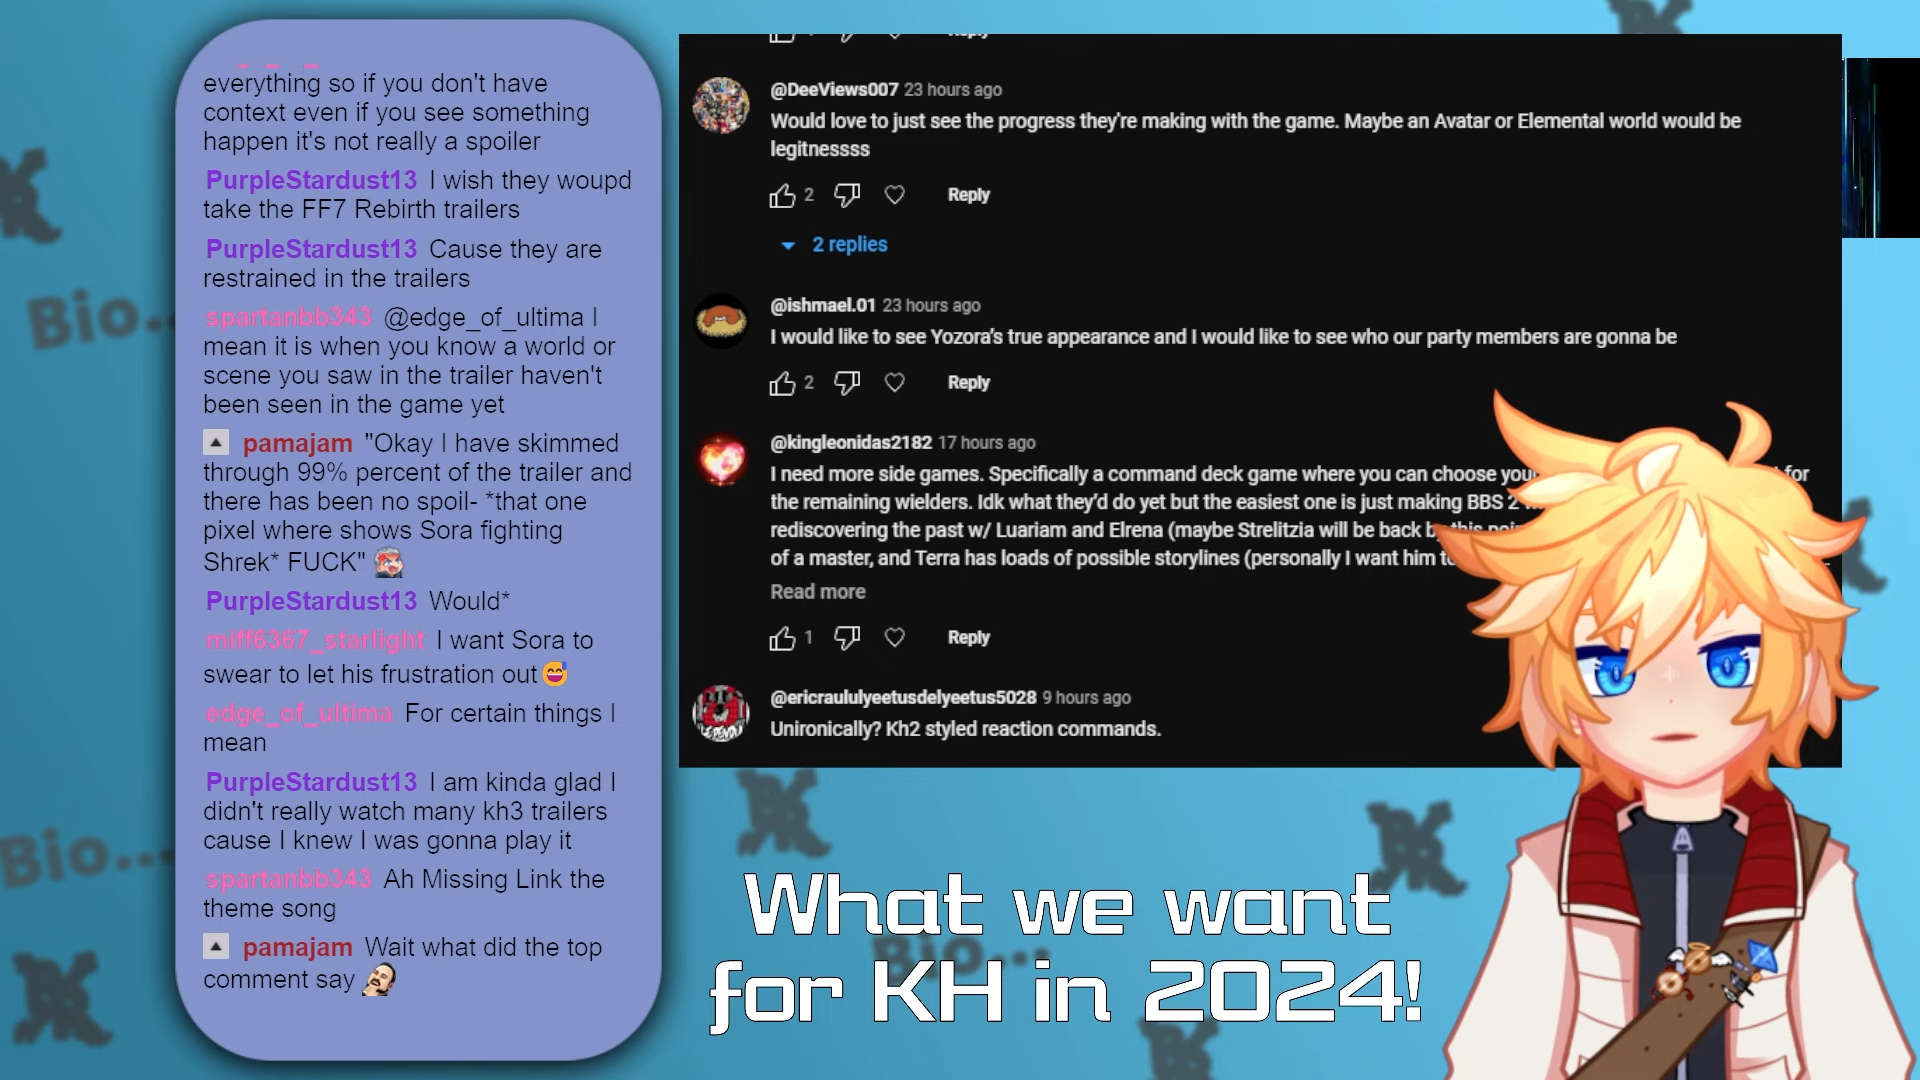 everything so if you don't have
context even if you see something
happen it's not really a spoiler
PurpleStardust13 I wish they woupd
take the FF7 Rebirth trailers
PurpleStardust13 Cause they are
restrained in the trailers
spartanbb343 @edge_of_ultima I
mean it is when you know a world or
scene you saw in the trailer haven't
been seen in the game yet
pamajam "Okay I have skimmed
through 99% percent of the trailer and
there has been no spoil- *that one
pixel where shows Sora fighting
Shrek* FUCK"
PurpleStardust13 Would*
miff6367_starlight I want Sora to
swear to let his frustration out
edge_of_ultima For certain things I
mean
PurpleStardust13 I am kinda glad I
didn't really watch many kh3 trailers
cause I knew I was gonna play it
spartanbb343 Ah Missing Link the
theme song
pamajam Wait what did the top
comment say
Reply
@DeeViews007 23 hours ago
Would love to just see the progress they're making with the game. Maybe an Avatar or Elemental world would be
legitnessss
2 Reply
2 replies
@ishmael.01 23 hours ago
I would like to see Yozora's true appearance and I would like to see who our party members are gonna be
2 Reply
@kingleonidas2182 17 hours ago
I need more side games. Specifically a command deck game where you can choose you for
the remaining wielders. Idk what they'd do yet but the easiest one is just making BBS 2
rediscovering the past w/ Luariam and Elrena (maybe Strelitzia will be back by this
of a master, and Terra has loads of possible storylines (personally I want him
Read more
1 Reply
@ericraululyeetusdelyeetus5028 9 hours ago
Unironically? Kh2 styled reaction commands.
What we want
for KH in 2024!
Bio...
Bio...
Bio...